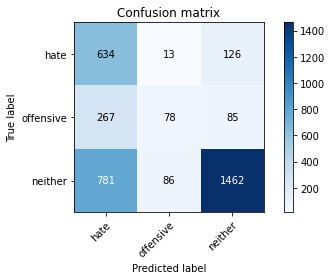 Confusion matrix
hate 634 13 126
offensive 267 78 85
neither 781 86 1462
hate offensive neither
True label
Predicted label
1400
1200
1000
800
600
400
200